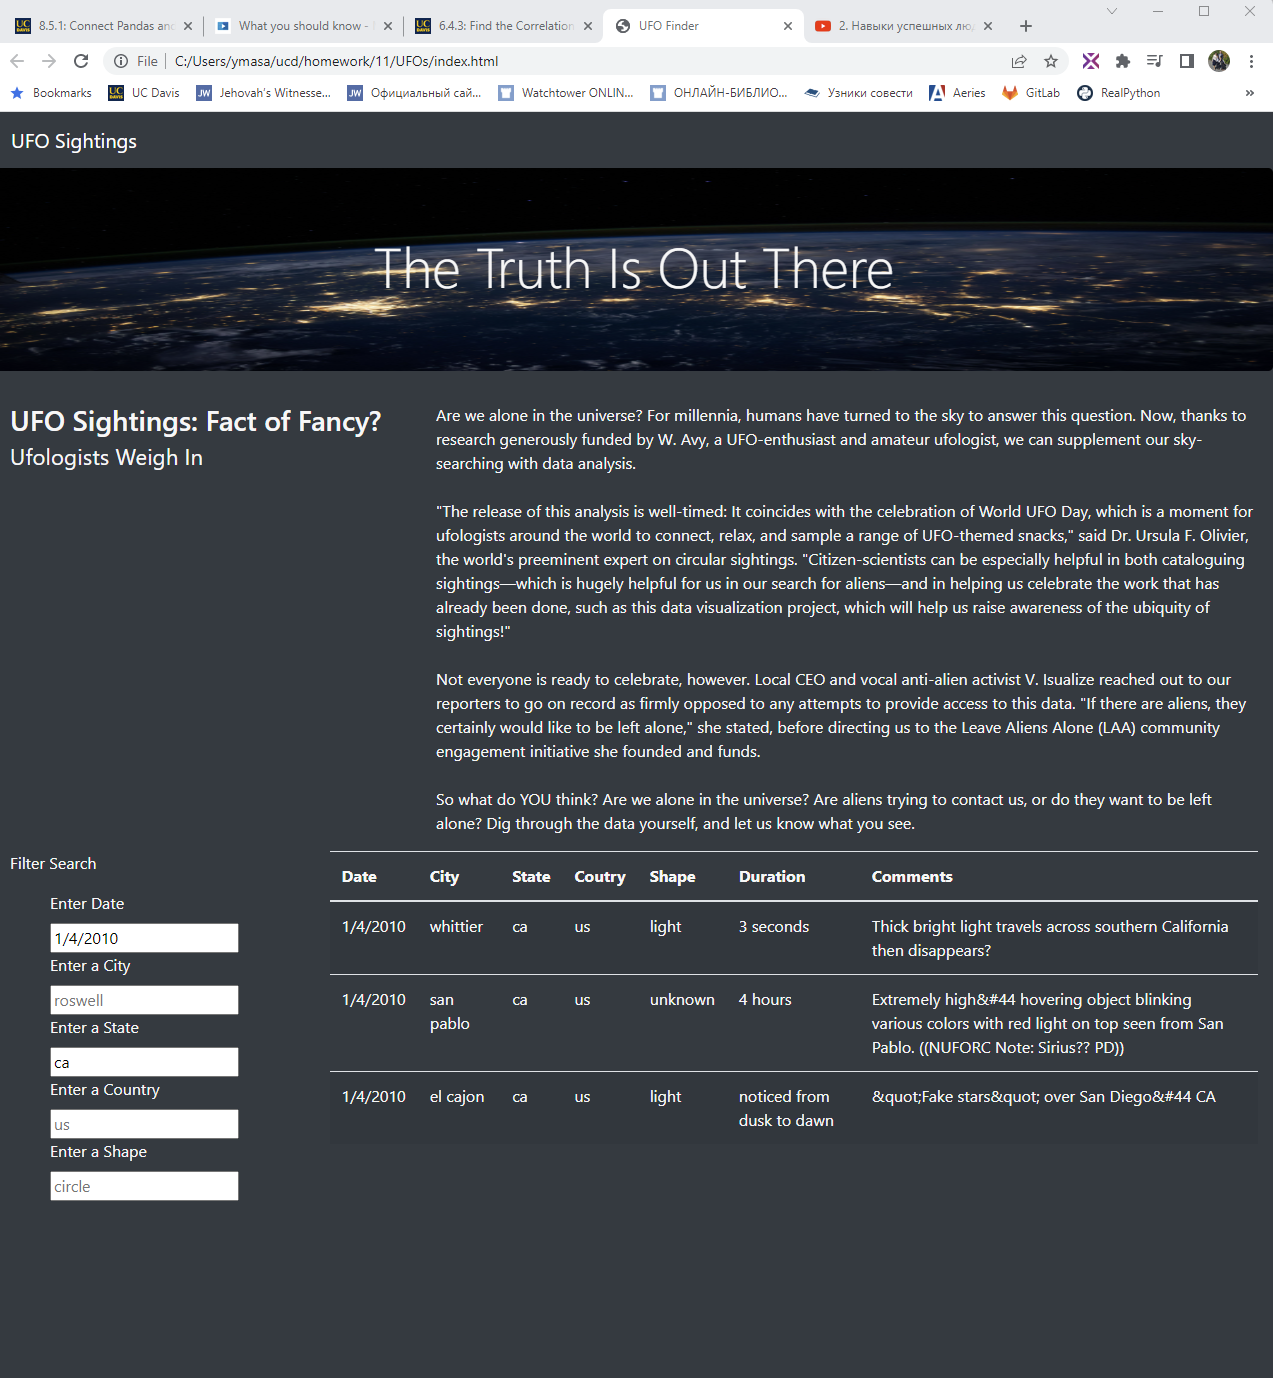 8.5.1: Connect Pandas and
What you should know -
6.4.3: Find the Correlation
UFO Finder
2. Навыки успешных лю
File
C:/Users/ymasa/ucd/homework/11/UFOs/index.html
Bookmarks
UC DAVIS
UC Davis
JW
Jehovah's Witnesse...
JW
Официальный сай...
Watchtower ONLIN...
ОНЛАЙН-БИБЛИО...
Узники совести
Aeries
GitLab
RealPython
»
UFO Sightings
The Truth Is Out There
UFO Sightings: Fact of Fancy?
Ufologists Weigh In
Are we alone in the universe? For millennia, humans have turned to the sky to answer this question. Now, thanks to
research generously funded by W. Avy, a UFO-enthusiast and amateur ufologist, we can supplement our sky-
searching with data analysis.
"The release of this analysis is well-timed: It coincides with the celebration of World UFO Day, which is a moment for
ufologists around the world to connect, relax, and sample a range of UFO-themed snacks," said Dr. Ursula F. Olivier,
the world's preeminent expert on circular sightings. "Citizen-scientists can be especially helpful in both cataloguing
sightings—which is hugely helpful for us in our search for aliens—and in helping us celebrate the work that has
already been done, such as this data visualization project, which will help us raise awareness of the ubiquity of
sightings!"
Not everyone is ready to celebrate, however. Local CEO and vocal anti-alien activist V. Isualize reached out to our
reporters to go on record as firmly opposed to any attempts to provide access to this data. "If there are aliens, they
certainly would like to be left alone," she stated, before directing us to the Leave Aliens Alone (LAA) community
engagement initiative she founded and funds.
So what do YOU think? Are we alone in the universe? Are aliens trying to contact us, or do they want to be left
alone? Dig through the data yourself, and let us know what you see.
Filter Search
Enter Date
1/4/2010
Enter a City
roswell
Enter a State
ca
Enter a Country
us
Enter a Shape
circle
Date City State Coutry Shape Duration Comments
1/4/2010 whittier ca us light 3 seconds Thick bright light travels across southern California
then disappears?
1/4/2010 san ca us unknown 4 hours Extremely high&#44 hovering object blinking
pablo various colors with red light on top seen from San
Pablo. ((NUFORC Note: Sirius?? PD))
1/4/2010 el cajon ca us light noticed from &quot;Fake stars&quot; over San Diego&#44 CA
dusk to dawn